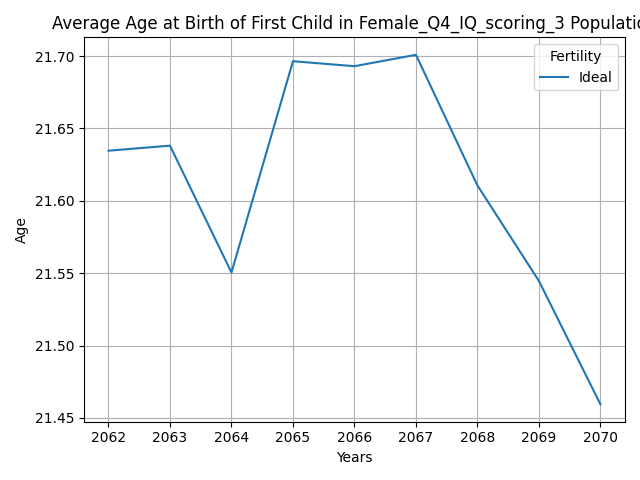 Average Age at Birth of First Child in Female_Q4_IQ_scoring_3 Populatio
Fertility
Ideal
21.70
21.65
21.60
21.55
21.50
21.45
Age
2062 2063 2064 2065 2066 2067 2068 2069 2070
Years